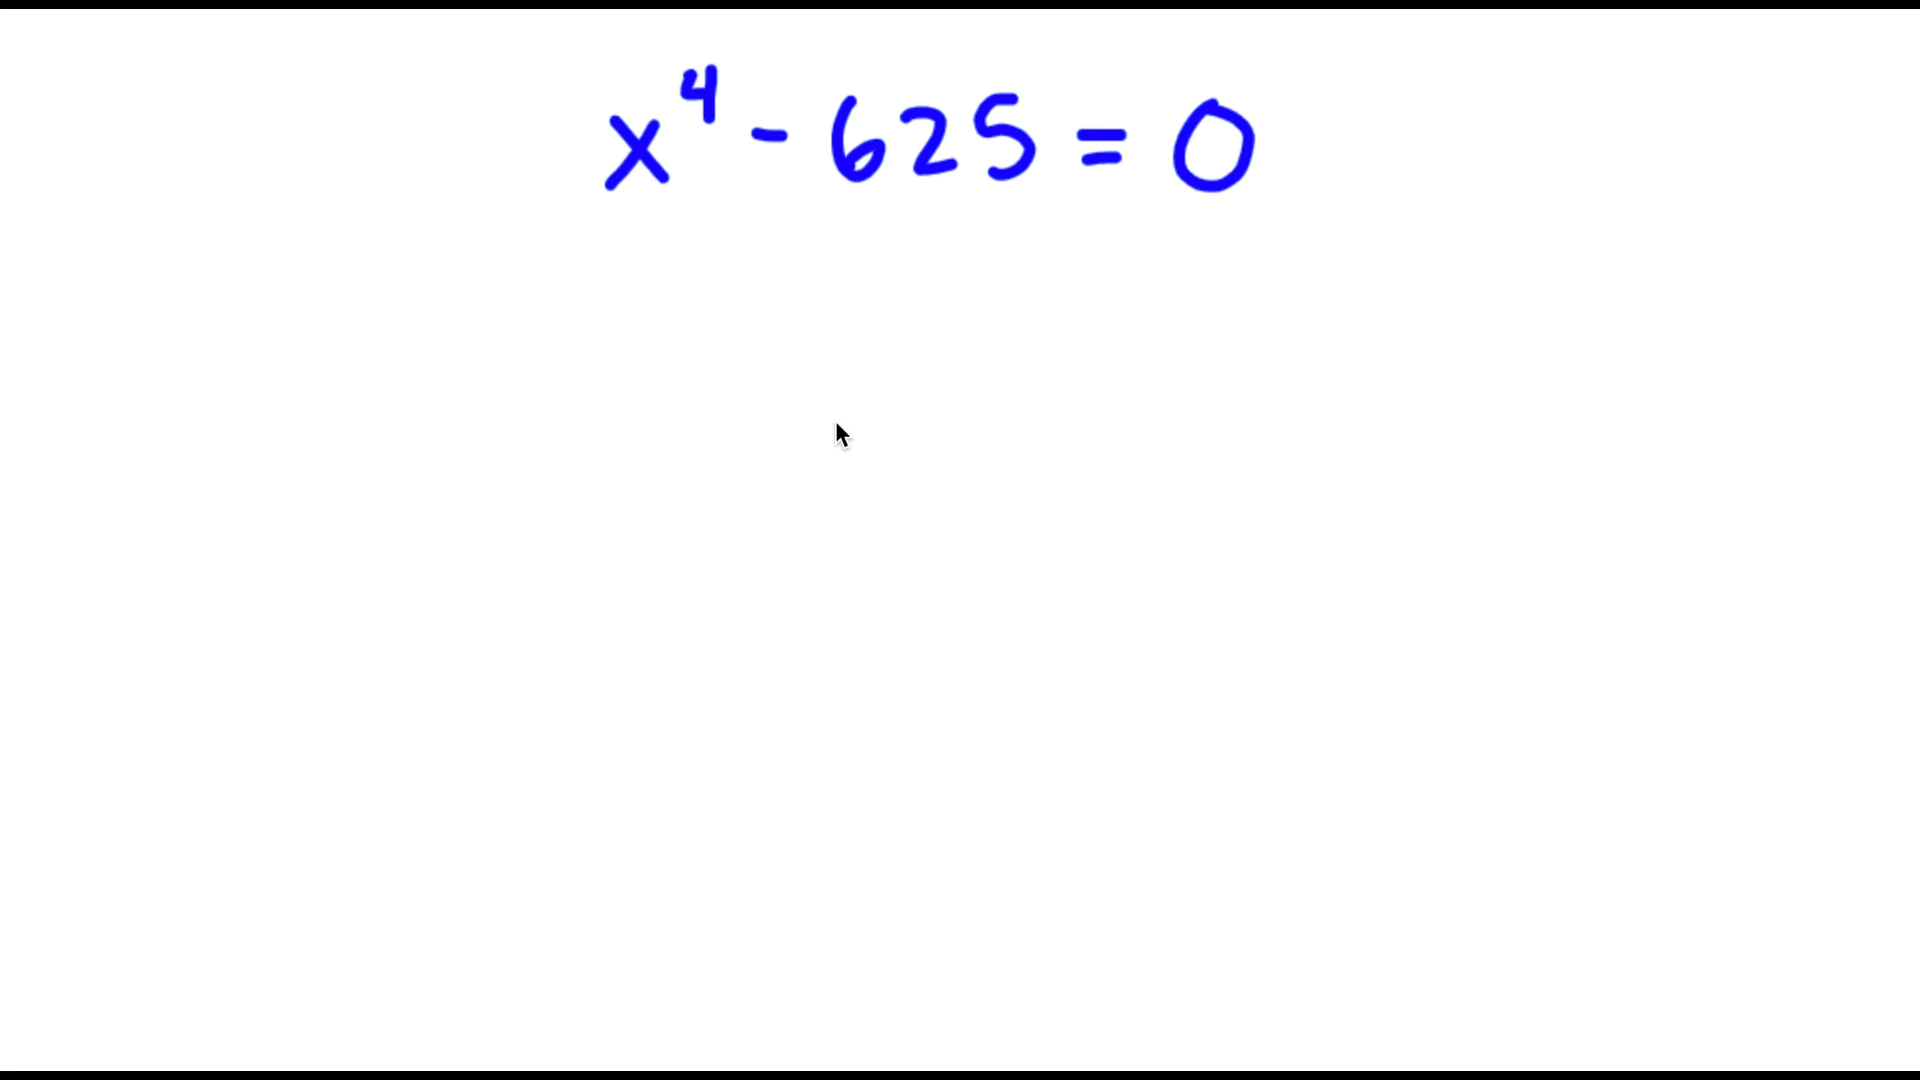 x⁴ - 625 = 0